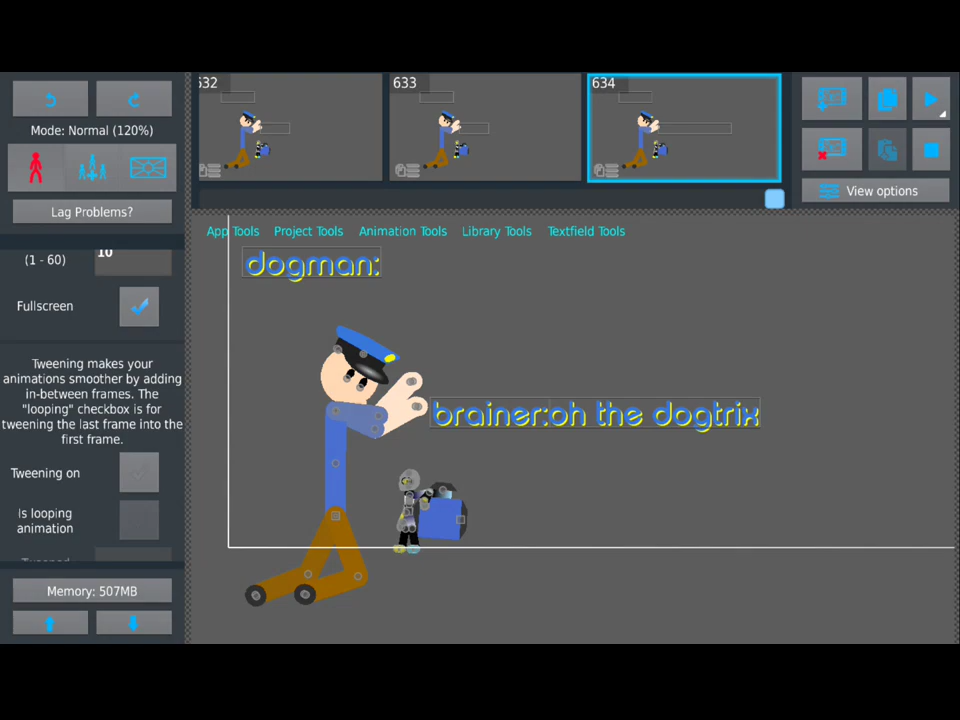 632
633
634
Mode: Normal (120%)
Lag Problems?
View options
App Tools
Project Tools
Animation Tools
Library Tools
Textfield Tools
dogman:
(1 - 60)
10
Fullscreen
Tweening makes your
animations smoother by adding
in-between frames. The
"looping" checkbox is for
tweening the last frame into the
first frame.
brainer:oh the dogtrix
Tweening on
Is looping
animation
Memory: 507MB